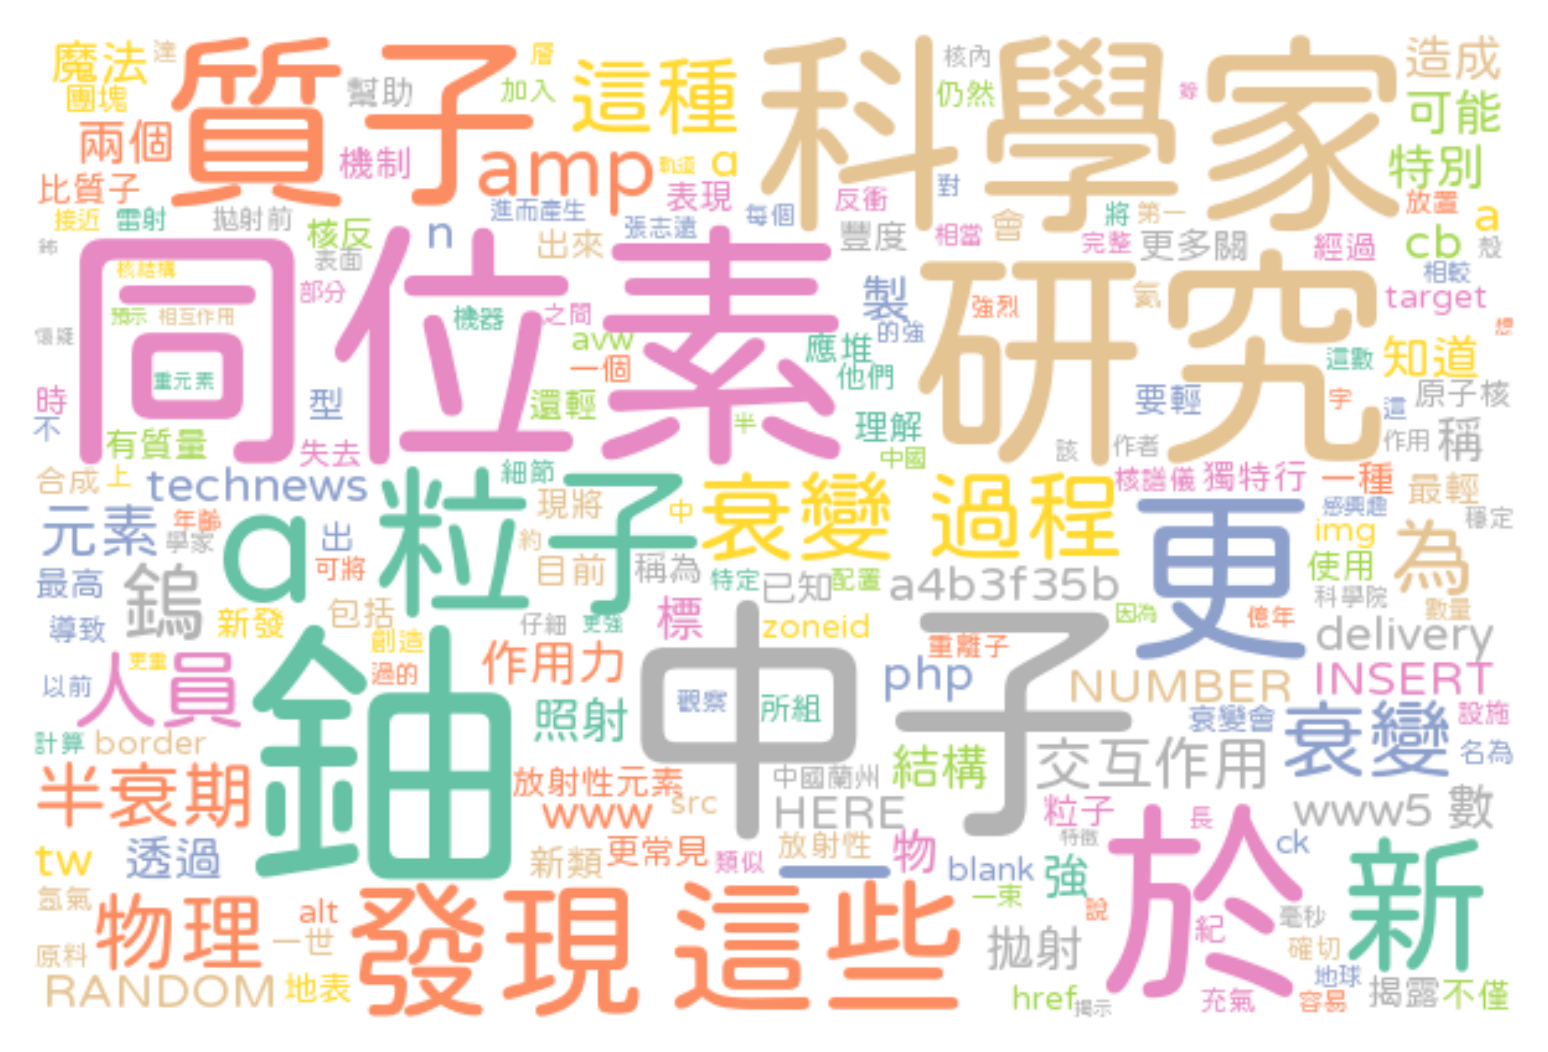 魔法
達
質子
層
科學家
核內
造成
團塊
幫助
加入
這種
仍然
可能
兩個
機制
amp
a
特別
比質子
表現
反衝
對
放置
接近
雷射
拋射前
進而產生
每個
會
將
第一
a
核反
n
出來
張志遠
豐度
相當
完整
更多關
經過
cb
殼
表面
同位素
研究
核結構
部分
製
氦
相較
target
預示
相互作用
機器
之間
強烈
懷疑
avw
的強
應堆
知道
這數
重元素
一個
他們
時
型
還輕
要輕
字
這
原子核
不
有質量
失去
半
理解
中國
該
作者
作用
稱
合成
上
technews
細節
粒子
衰變
過程
核譜儀
獨特行
一種
最輕
元素
年齡
現將
中
更
感興趣
穩定
學家
a
出
約
img
為
最高
鎢
可將
目前
稱為
特定
已知
配置
a4b3f35b
使用
科學院
新發
包括
因為
數量
導致
仔細
更強
標
zoneid
億年
delivery
創造
中子
重離子
更重
過的
作用力
以前
人員
鈾
php
NUMBER
INSERT
照射
觀察
所組
衰變會
衰變
設施
計算
border
結構
交互作用
名為
半衰期
放射性元素
中國蘭州
www
src
HERE
粒子
長
www5
數
tw
透過
新類
更常見
類似
放射性
物
特徵
於
ck
一
blank
強
新
氬氣
物理
alt
發現
這些
一束
說
毫秒
紀
原料
一世
拋射
確切
RANDOM
地表
地球
href
揭示
充氣
容易
揭露
不僅